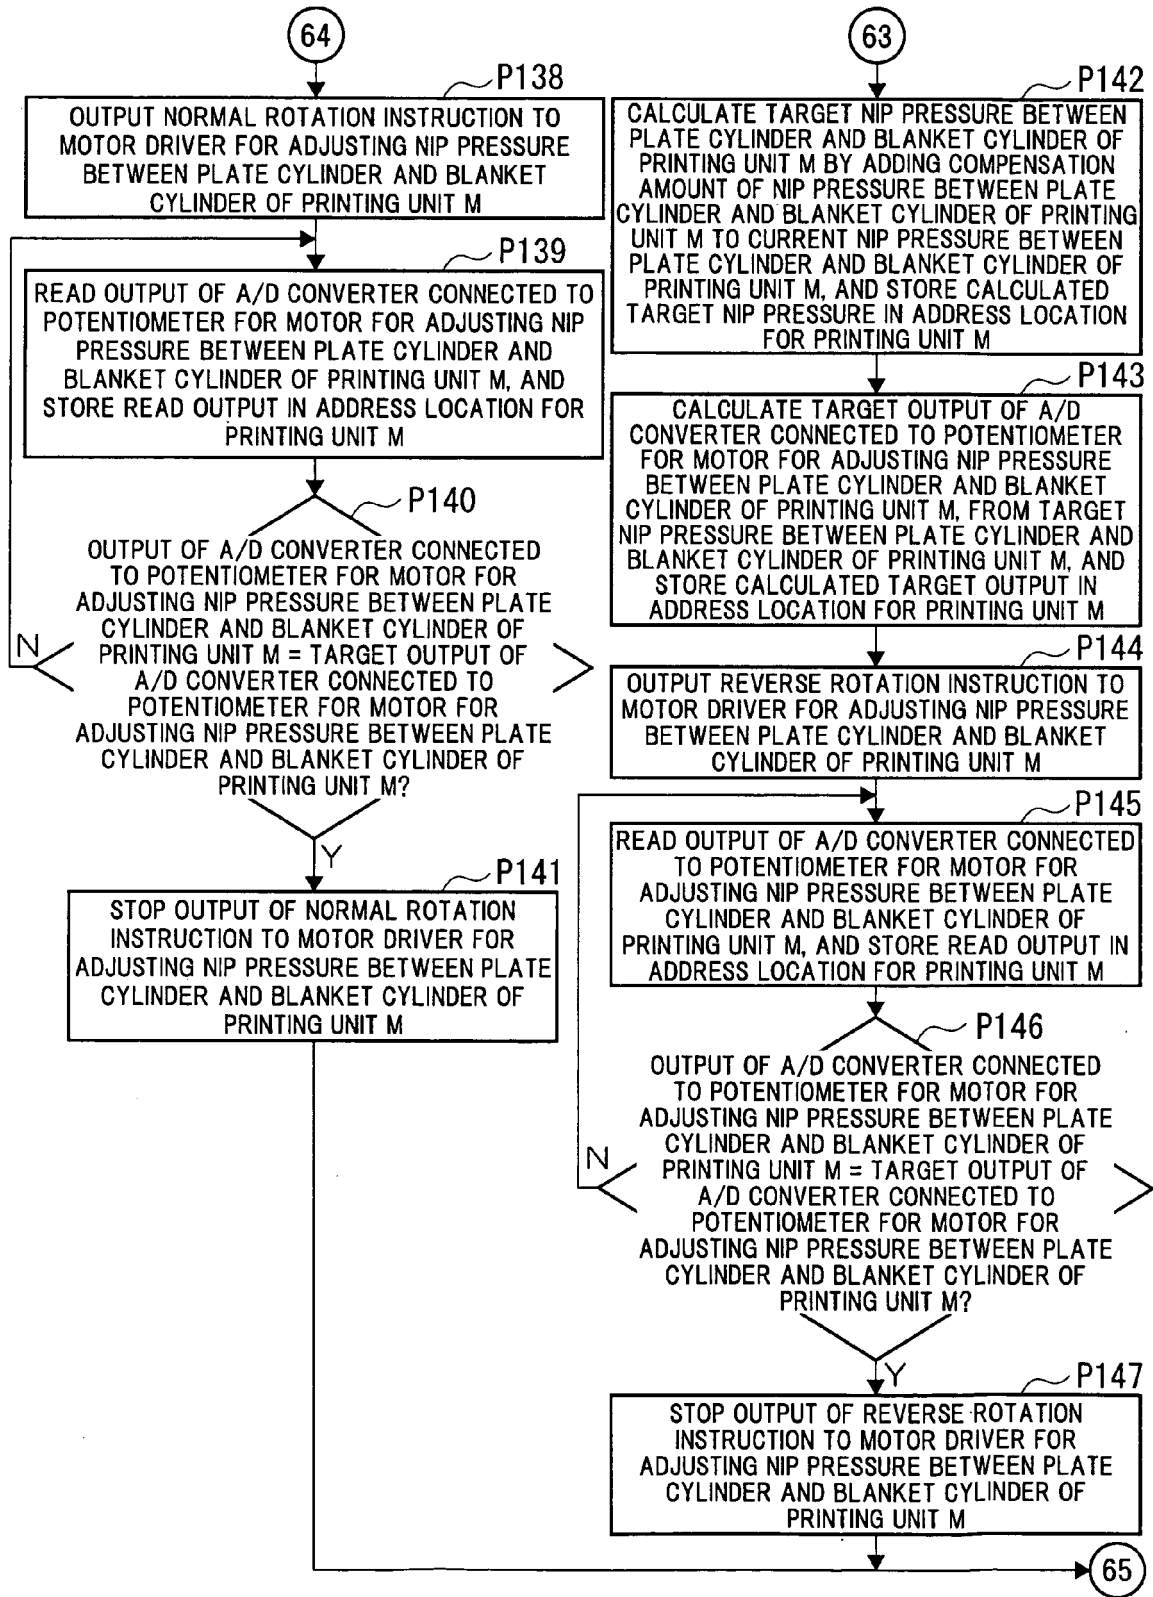 64
P138
OUTPUT NORMAL ROTATION INSTRUCTION TO
MOTOR DRIVER FOR ADJUSTING NIP PRESSURE
BETWEEN PLATE CYLINDER AND BLANKET
CYLINDER OF PRINTING UNIT M
P139
READ OUTPUT OF A/D CONVERTER CONNECTED TO
POTENTIOMETER FOR MOTOR FOR ADJUSTING NIP
PRESSURE BETWEEN PLATE CYLINDER AND
BLANKET CYLINDER OF PRINTING UNIT M, AND
STORE READ OUTPUT IN ADDRESS LOCATION FOR
PRINTING UNIT M
P140
OUTPUT OF A/D CONVERTER CONNECTED
TO POTENTIOMETER FOR MOTOR FOR
ADJUSTING NIP PRESSURE BETWEEN PLATE
CYLINDER AND BLANKET CYLINDER OF
PRINTING UNIT M = TARGET OUTPUT OF
A/D CONVERTER CONNECTED TO
POTENTIOMETER FOR MOTOR FOR
ADJUSTING NIP PRESSURE BETWEEN PLATE
CYLINDER AND BLANKET CYLINDER OF
PRINTING UNIT M?
N
Y
P141
STOP OUTPUT OF NORMAL ROTATION
INSTRUCTION TO MOTOR DRIVER FOR
ADJUSTING NIP PRESSURE BETWEEN PLATE
CYLINDER AND BLANKET CYLINDER OF
PRINTING UNIT M
63
P142
CALCULATE TARGET NIP PRESSURE BETWEEN
PLATE CYLINDER AND BLANKET CYLINDER OF
PRINTING UNIT M BY ADDING COMPENSATION
AMOUNT OF NIP PRESSURE BETWEEN PLATE
CYLINDER AND BLANKET CYLINDER OF PRINTING
UNIT M TO CURRENT NIP PRESSURE BETWEEN
PLATE CYLINDER AND BLANKET CYLINDER OF
PRINTING UNIT M, AND STORE CALCULATED
TARGET NIP PRESSURE IN ADDRESS LOCATION
FOR PRINTING UNIT M
P143
CALCULATE TARGET OUTPUT OF A/D
CONVERTER CONNECTED TO POTENTIOMETER
FOR MOTOR FOR ADJUSTING NIP PRESSURE
BETWEEN PLATE CYLINDER AND BLANKET
CYLINDER OF PRINTING UNIT M, FROM TARGET
NIP PRESSURE BETWEEN PLATE CYLINDER AND
BLANKET CYLINDER OF PRINTING UNIT M, AND
STORE CALCULATED TARGET OUTPUT IN
ADDRESS LOCATION FOR PRINTING UNIT M
P144
OUTPUT REVERSE ROTATION INSTRUCTION TO
MOTOR DRIVER FOR ADJUSTING NIP PRESSURE
BETWEEN PLATE CYLINDER AND BLANKET
CYLINDER OF PRINTING UNIT M
P145
READ OUTPUT OF A/D CONVERTER CONNECTED
TO POTENTIOMETER FOR MOTOR FOR
ADJUSTING NIP PRESSURE BETWEEN PLATE
CYLINDER AND BLANKET CYLINDER OF
PRINTING UNIT M, AND STORE READ OUTPUT IN
ADDRESS LOCATION FOR PRINTING UNIT M
P146
OUTPUT OF A/D CONVERTER CONNECTED
TO POTENTIOMETER FOR MOTOR FOR
ADJUSTING NIP PRESSURE BETWEEN PLATE
CYLINDER AND BLANKET CYLINDER OF
PRINTING UNIT M = TARGET OUTPUT OF
A/D CONVERTER CONNECTED TO
POTENTIOMETER FOR MOTOR FOR
ADJUSTING NIP PRESSURE BETWEEN PLATE
CYLINDER AND BLANKET CYLINDER OF
PRINTING UNIT M?
N
Y
P147
STOP OUTPUT OF REVERSE ROTATION
INSTRUCTION TO MOTOR DRIVER FOR
ADJUSTING NIP PRESSURE BETWEEN PLATE
CYLINDER AND BLANKET CYLINDER OF
PRINTING UNIT M
65